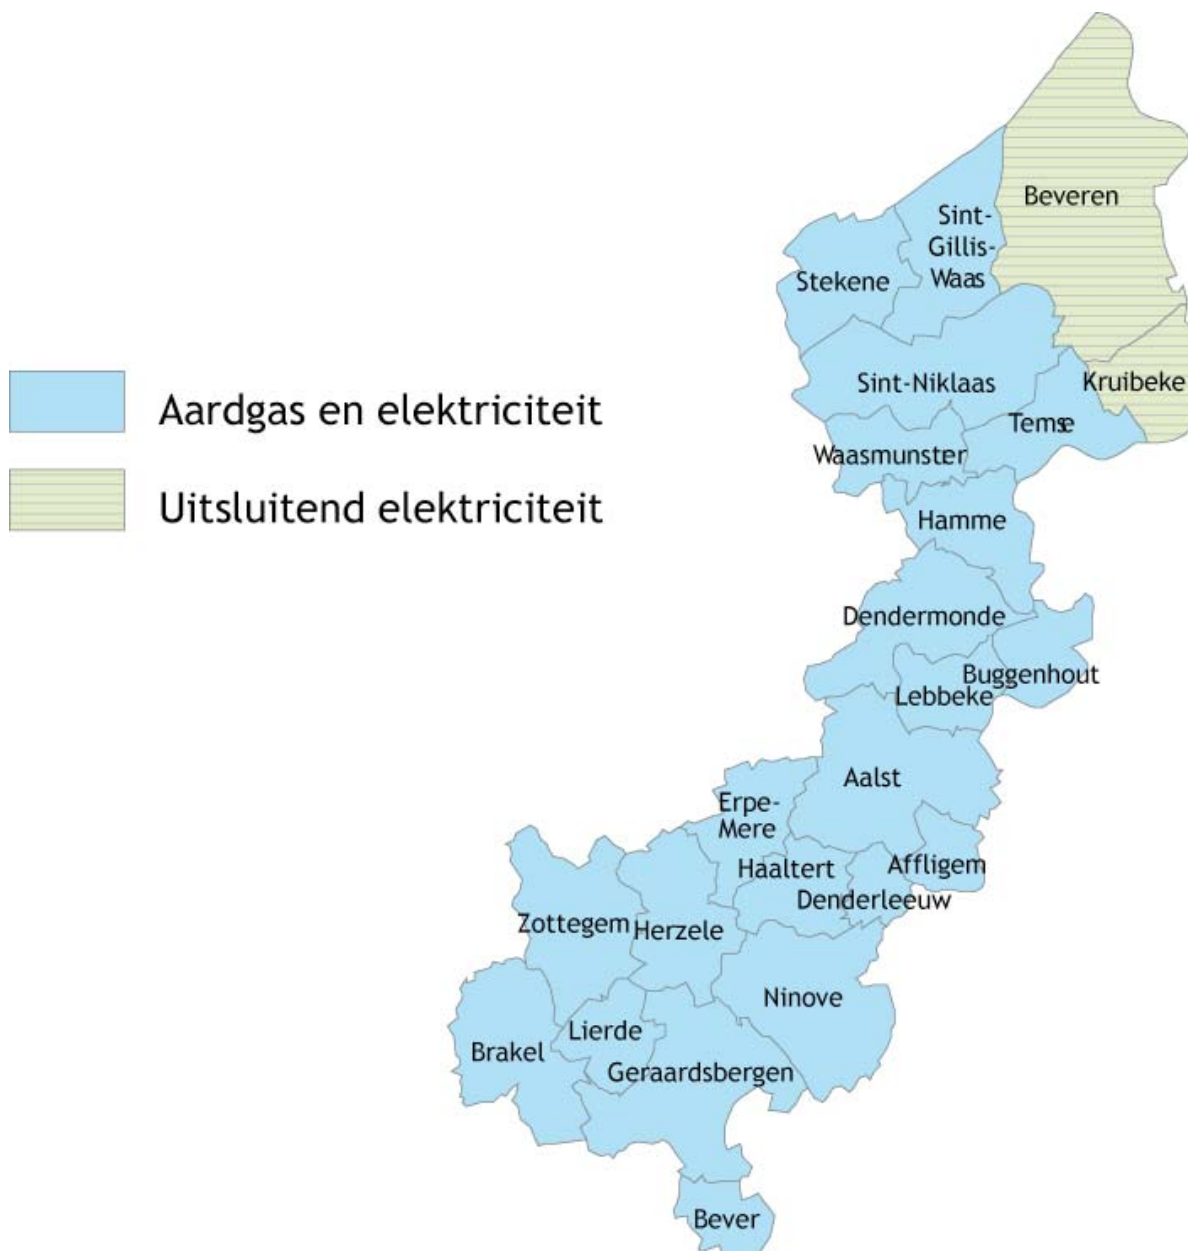 Beveren
Sint-
Gillis-
Waas
Stekene
Aardgas en elektriciteit
Uitsluitend elektriciteit
Sint-Niklaas
Kruibeke
Temse
Waasmunster
Hamme
Dendermonde
Buggenhout
Lebbeke
Aalst
Erpe-
Mere
Haaltert
Affligem
Denderleeuw
Zottegem
Herzele
Ninove
Lierde
Brakel
Geraardsbergen
Bever